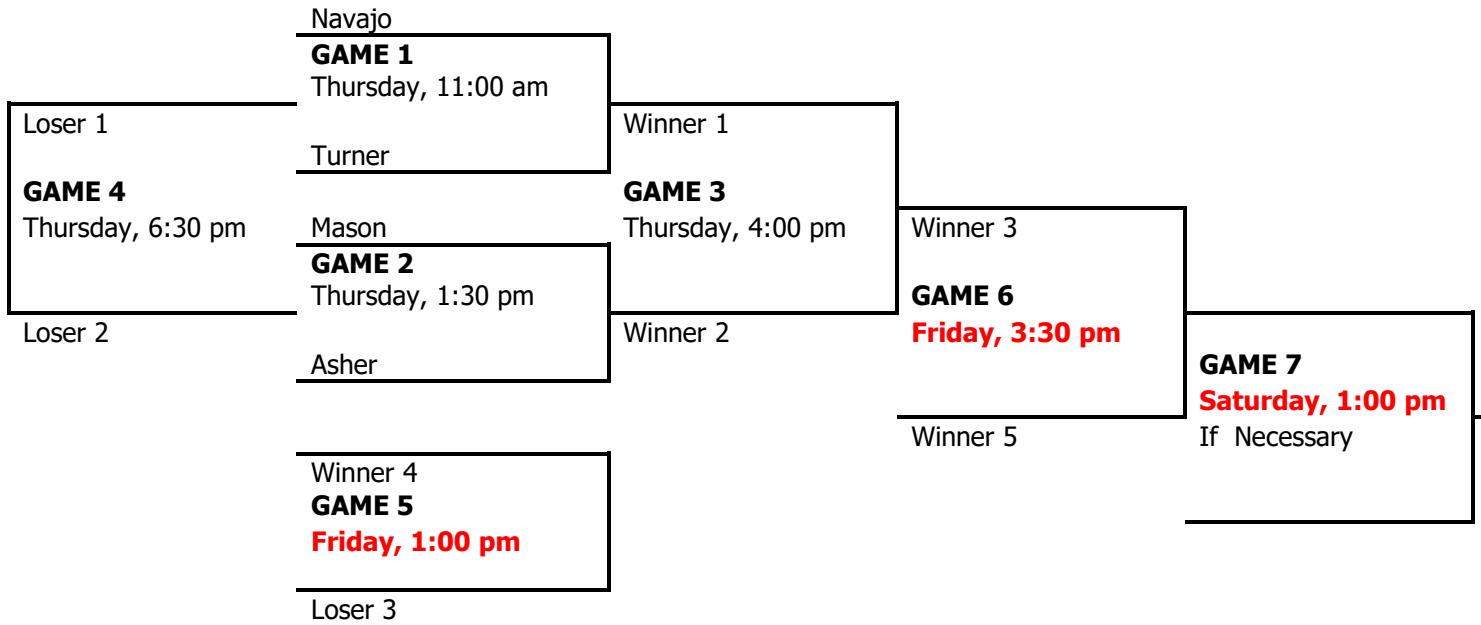 Navajo
GAME 1
Thursday, 11:00 am
Loser 1
Winner 1
Turner
GAME 4
GAME 3
Thursday, 6:30 pm
Mason
Thursday, 4:00 pm
Winner 3
GAME 2
Thursday, 1:30 pm
GAME 6
Loser 2
Winner 2
Friday, 3:30 pm
Asher
GAME 7
Saturday, 1:00 pm
Winner 5
If Necessary
Winner 4
GAME 5
Friday, 1:00 pm
Loser 3